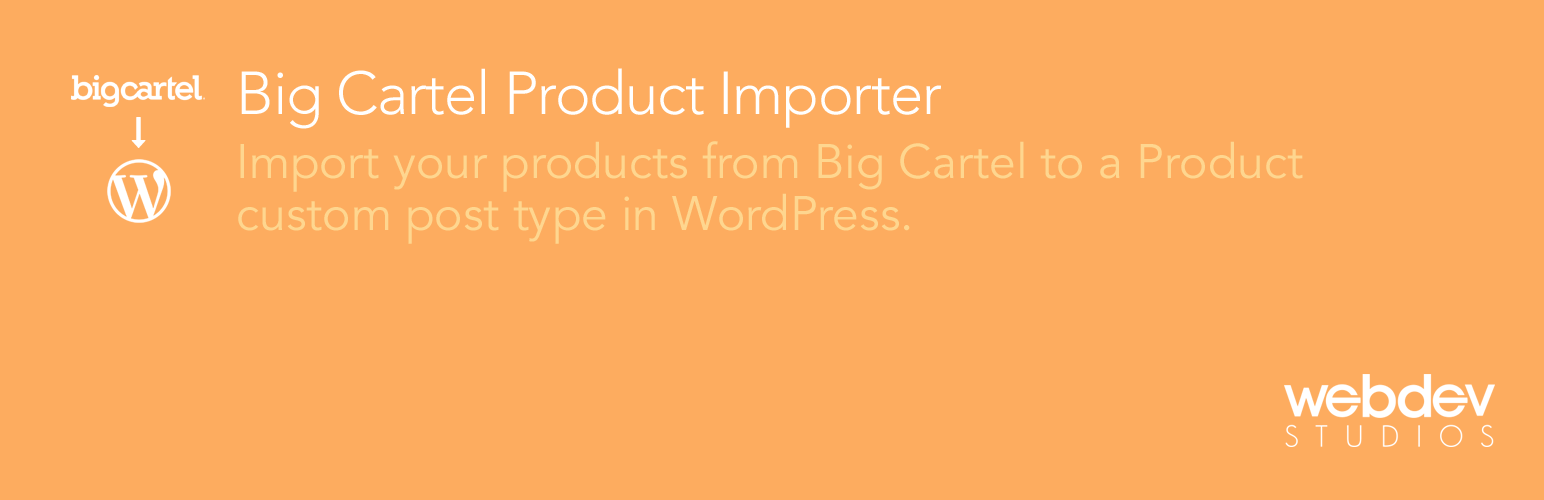 bigcartel
Big Cartel Product Importer
Import your products from Big Cartel to a Product
custom post type in WordPress.
W
webdev
STUDIOS